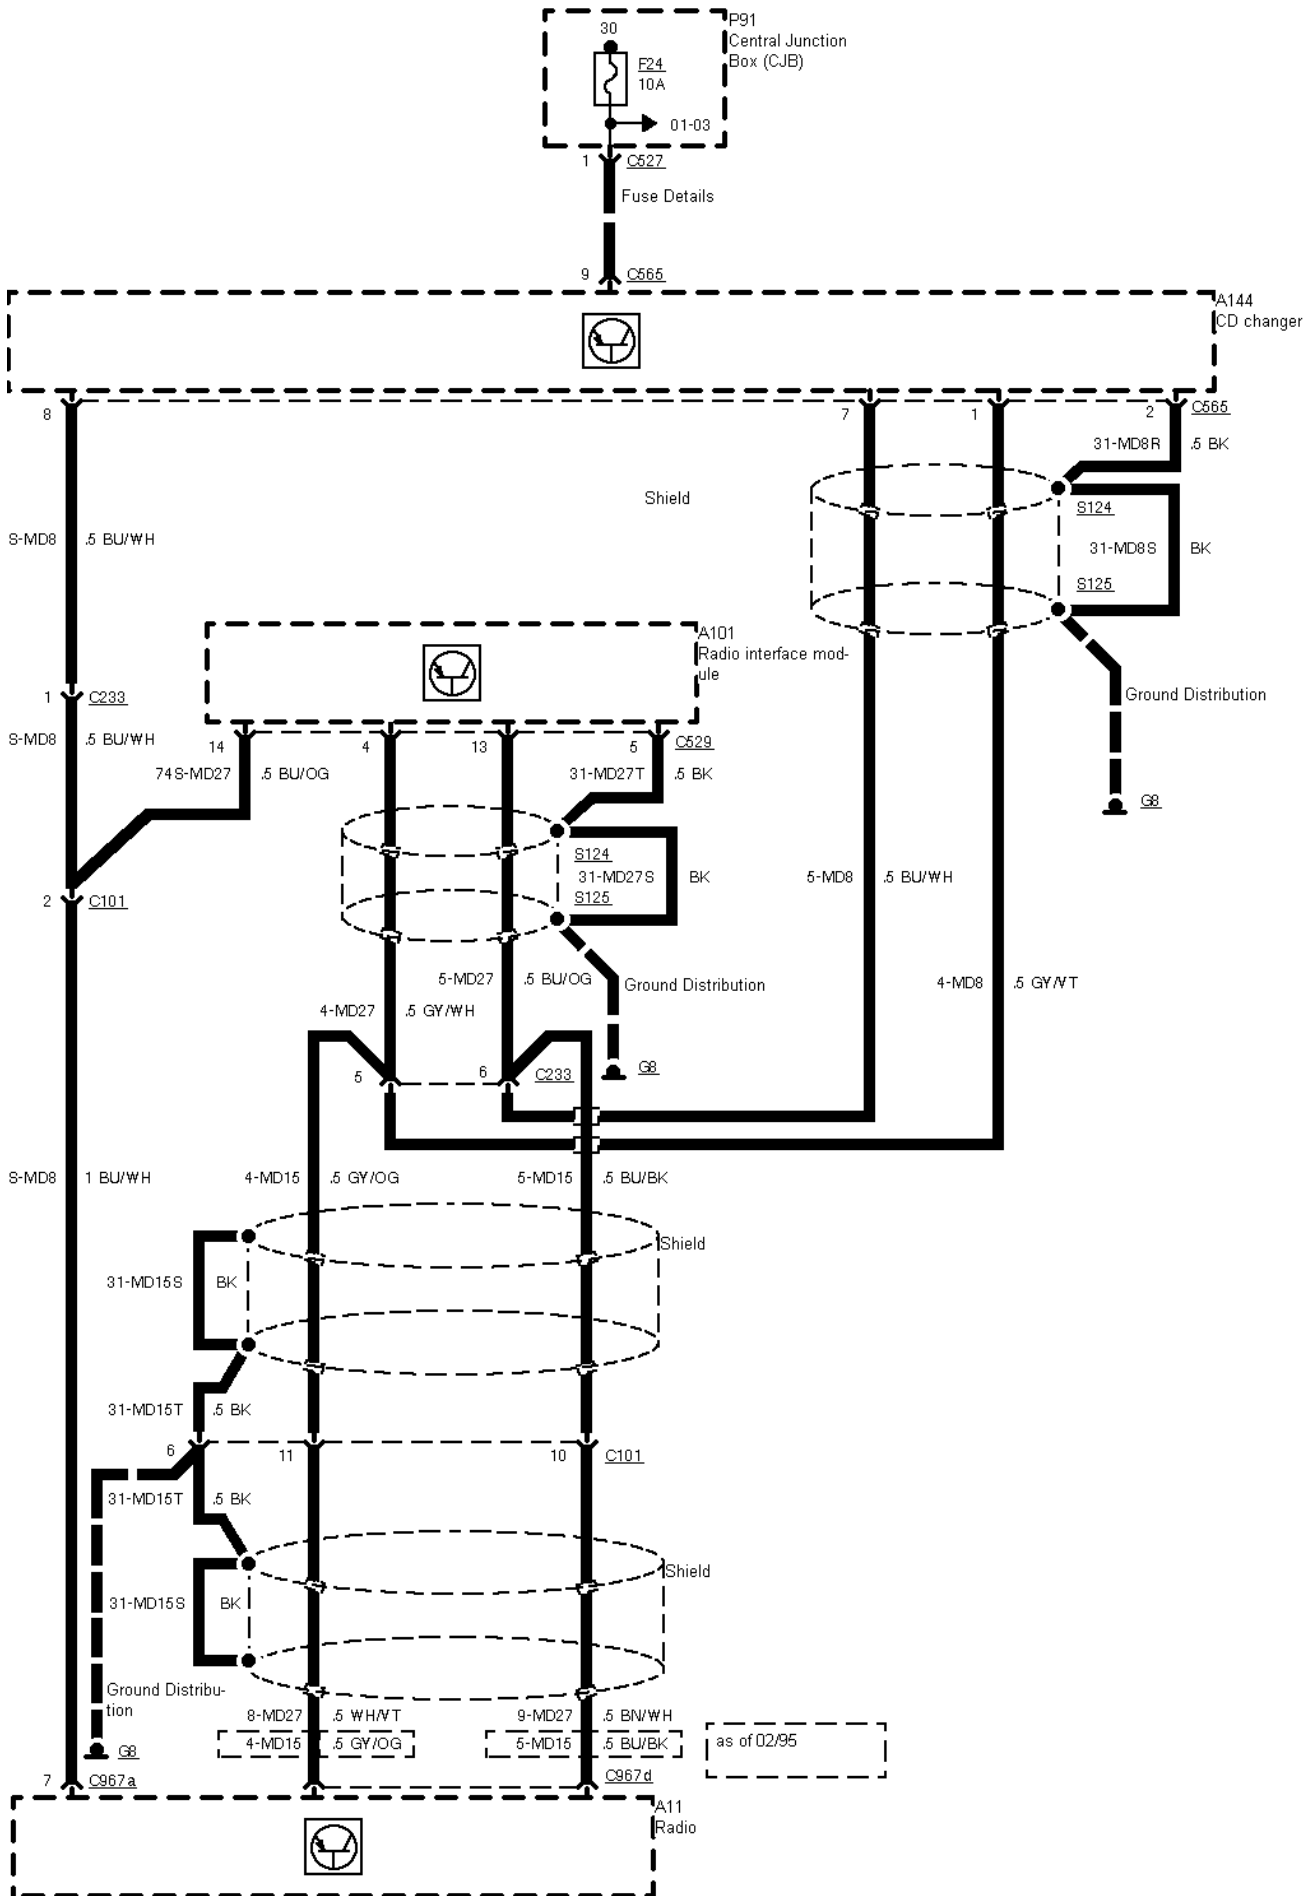 P91
Central Junction
Box (CJB)
30
F24
10A
01-03
1
C527
Fuse Details
9
C565
A144
CD changer
8
7
1
2
C565
31-MD8R
.5 BK
Shield
S124
S-MD8
.5 BU/WH
31-MD8S
BK
S125
A101
Radio interface mod-
ule
1
C233
Ground Distribution
S-MD8
.5 BU/WH
14
4
13
5
C529
74S-MD27
.5 BU/OG
31-MD27T
.5 BK
G8
S124
31-MD27S
BK
S125
5-MD8
.5 BU/WH
2
C101
5-MD27
.5 BU/OG
Ground Distribution
4-MD8
.5 GY/VT
4-MD27
.5 GY/WH
5
6
C233
G8
S-MD8
1 BU/WH
4-MD15
.5 GY/OG
5-MD15
.5 BU/BK
Shield
31-MD15S
BK
31-MD15T
.5 BK
6
11
10
C101
31-MD15T
.5 BK
Shield
31-MD15S
BK
Ground Distribu-
tion
8-MD27
.5 WH/VT
9-MD27
.5 BN/WH
4-MD15
.5 GY/OG
5-MD15
.5 BU/BK
as of 02/95
G8
7
C967a
C967d
A11
Radio